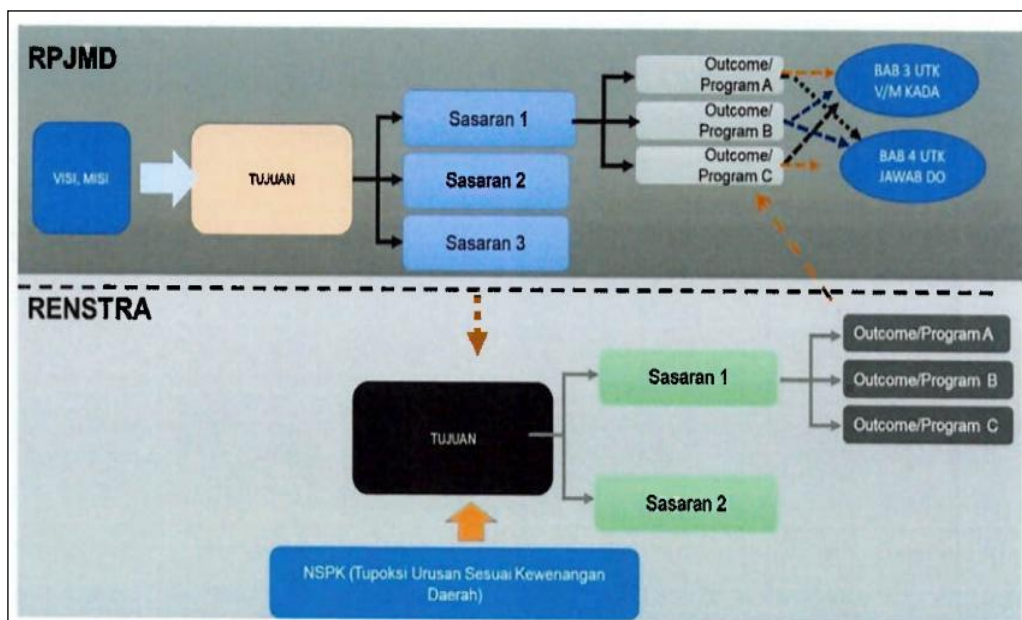 RPJMD
VISI, MISI
TUJUAN
Sasaran 1
Sasaran 2
Sasaran 3
Outcome/
Program A
Outcome/
Program B
Outcome/
Program C
BAB 3 UTK
V/M KADA
BAB 4 UTK
JAWAB DO
RENSTRA
TUJUAN
Sasaran 1
Sasaran 2
Outcome/Program A
Outcome/Program B
Outcome/Program C
NSPK (Tupoksi Urusan Sesuai Kewenangan
Daerah)